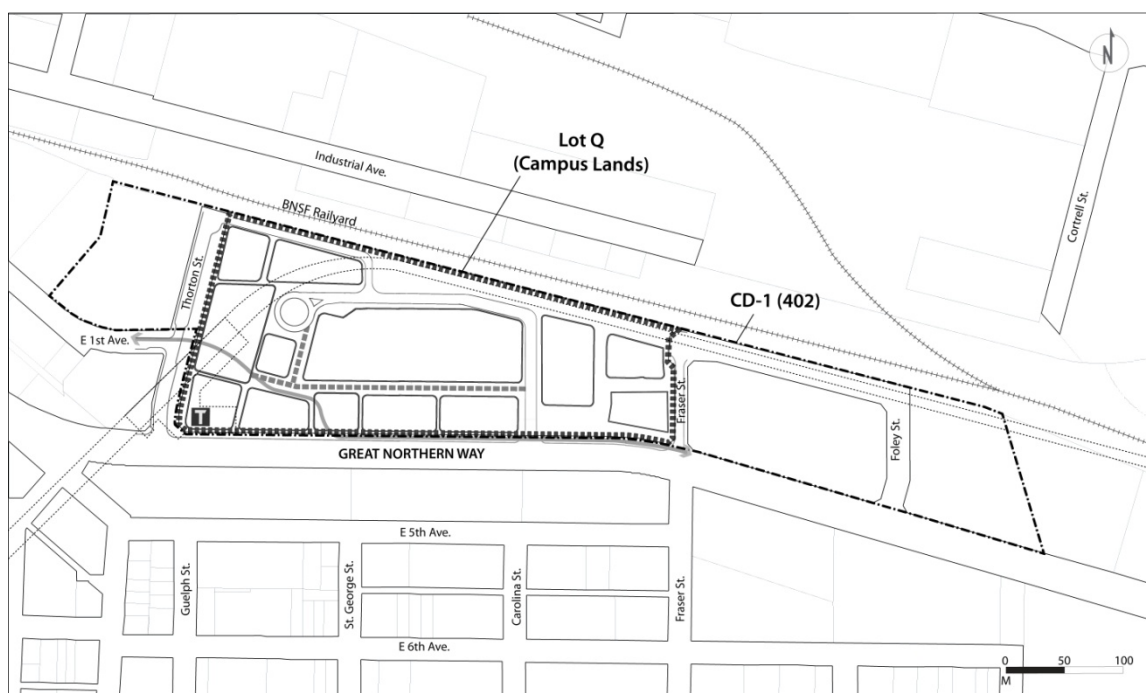 N
Lot Q
(Campus Lands)
Industrial Ave.
Cortrell St.
BNSF Railyard
Thorton St.
CD-1 (402)
E 1st Ave.
Fraser St.
T
Foley St.
GREAT NORTHERN WAY
E 5th Ave.
Guelph St.
St. George St.
Carolina St.
Fraser St.
E 6th Ave.
0 50 100
M